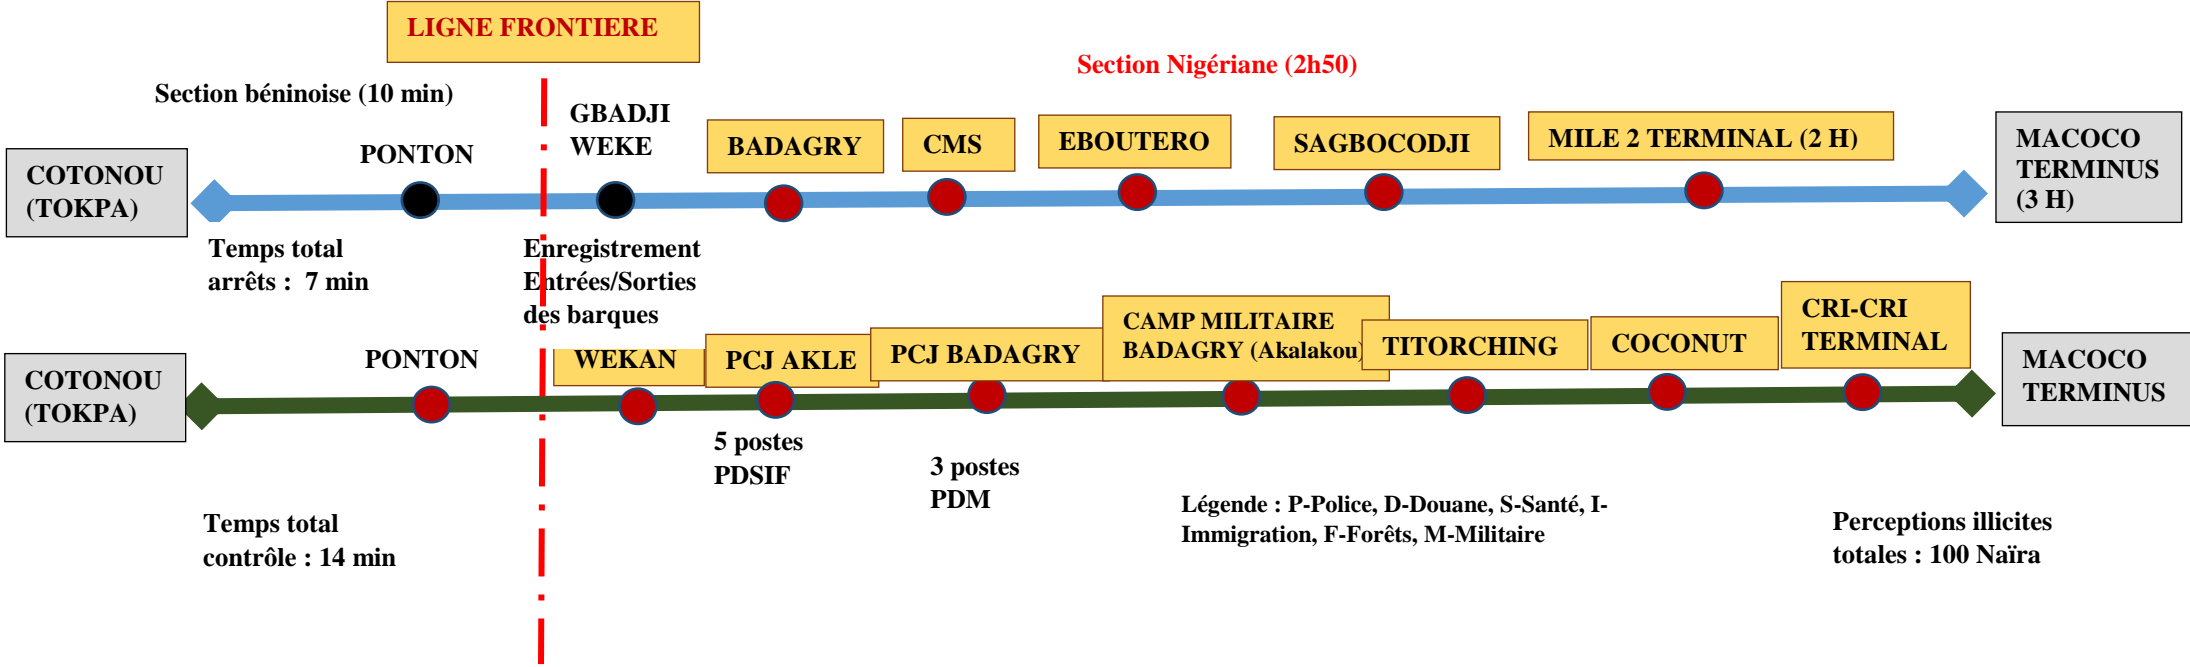 LIGNE FRONTIERE
Section Nigériane (2h50)
Section béninoise (10 min)
GBADJI
WEKE
PONTON
BADAGRY
CMS
EBOUTERO
SAGBOCODJI
MILE 2 TERMINAL (2 H)
COTONOU
(TOKPA)
MACOCO
TERMINUS
(3 H)
Temps total
arrêts : 7 min
Enregistrement
Entrées/Sorties
des barques
PONTON
WEKAN
PCJ AKLE
PCJ BADAGRY
CAMP MILITAIRE
BADAGRY (Akalakou)
TITORCHING
COCONUT
CRI-CRI
TERMINAL
COTONOU
(TOKPA)
MACOCO
TERMINUS
5 postes
PDSIF
3 postes
PDM
Temps total
contrôle : 14 min
Légende : P-Police, D-Douane, S-Santé, I-
Immigration, F-Forêts, M-Militaire
Perceptions illicites
totales : 100 Naïra